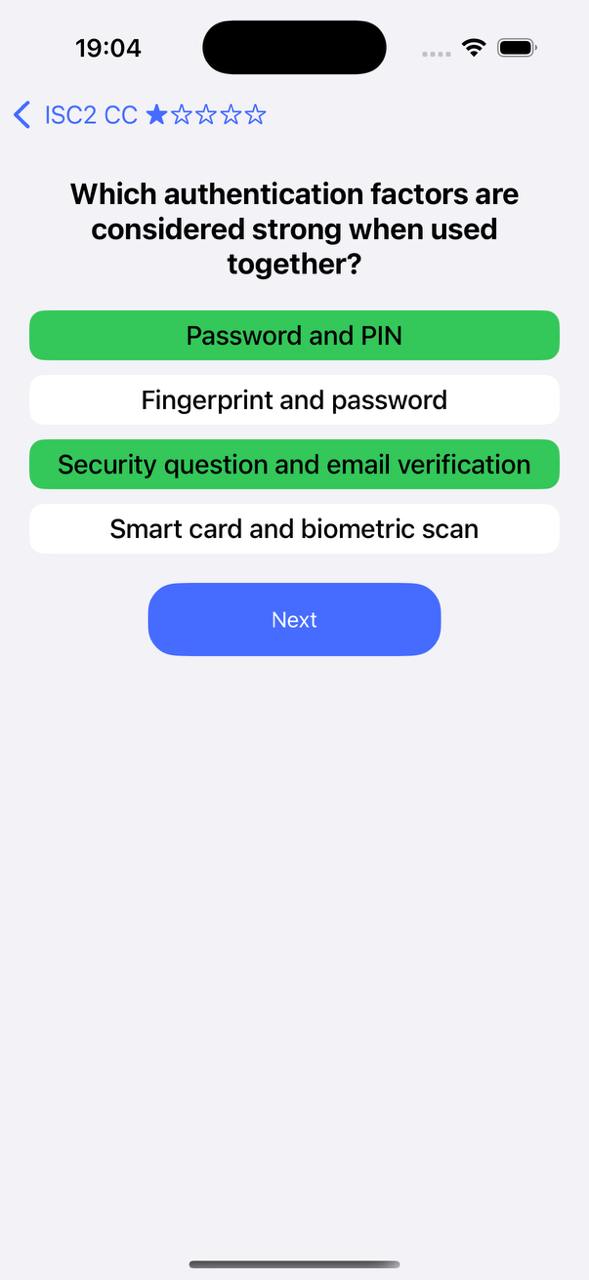 19:04
ISC2 CC ★☆☆☆☆
Which authentication factors are
considered strong when used
together?
Password and PIN
Fingerprint and password
Security question and email verification
Smart card and biometric scan
Next